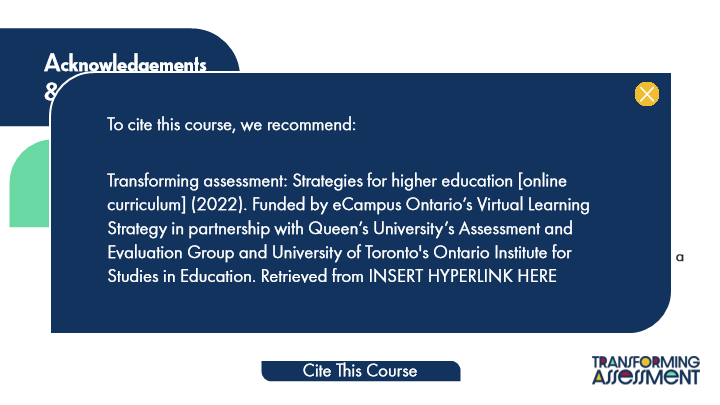 Acknowledgements
&
To cite this course, we recommend:
Transforming assessment: Strategies for higher education [online
curriculum] (2022). Funded by eCampus Ontario’s Virtual Learning
Strategy in partnership with Queen’s University’s Assessment and
Evaluation Group and University of Toronto's Ontario Institute for
Studies in Education. Retrieved from INSERT HYPERLINK HERE
a
Cite This Course
TRANSFORMING
ASSESSMENT